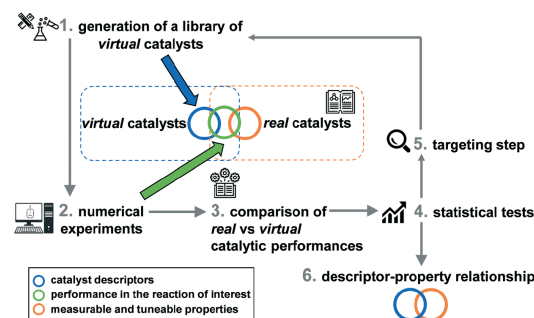 1. generation of a library of
virtual catalysts
virtual catalysts
real catalysts
5. targeting step
2. numerical
experiments
3. comparison of
real vs virtual
catalytic performances
4. statistical tests
6. descriptor-property relationship
catalyst descriptors
performance in the reaction of interest
measurable and tuneable properties